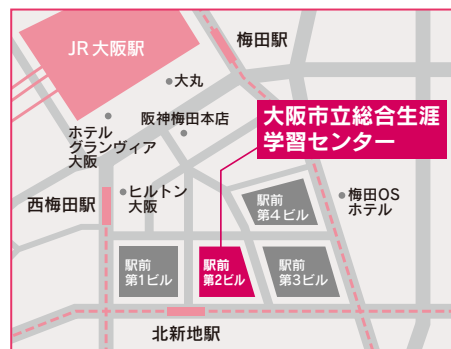 JR大阪駅
梅田駅
大丸
阪神梅田本店
ホテル
グランヴィア
大阪
大阪市立総合生涯
学習センター
西梅田駅
ヒルトン
大阪
駅前
第4ビル
梅田OS
ホテル
駅前
第1ビル
駅前
第2ビル
駅前
第3ビル
北新地駅